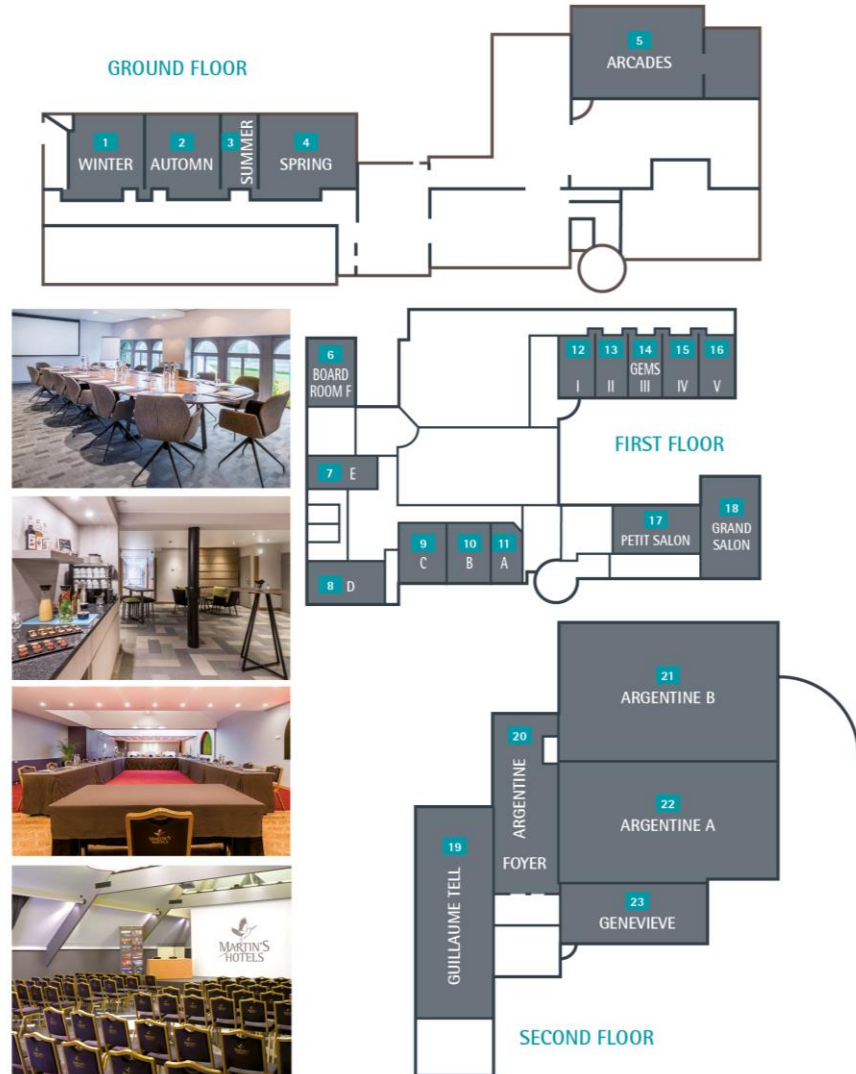 GROUND FLOOR
5
ARCADES
1
WINTER
2
AUTOMN
3
SUMMER
4
SPRING
6
BOARD
ROOM F
12
I
13
II
14
GEMS
III
15
IV
16
V
FIRST FLOOR
7
E
8
D
9
C
10
B
11
A
17
PETIT SALON
18
GRAND
SALON
21
ARGENTINE B
20
ARGENTINE
FOYER
22
ARGENTINE A
19
GUILLAUME TELL
23
GENEVIEVE
SECOND FLOOR
MARTIN'S
HOTELS